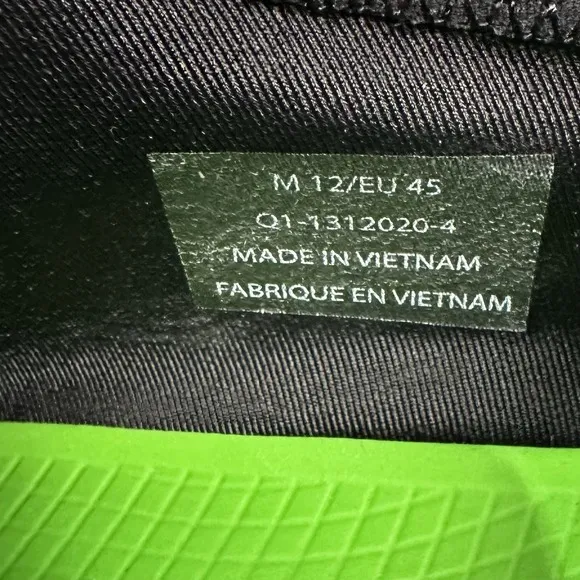 M 12/EU 45
Q1-1312020-4
MADE IN VIETNAM
FABRIQUE EN VIETNAM